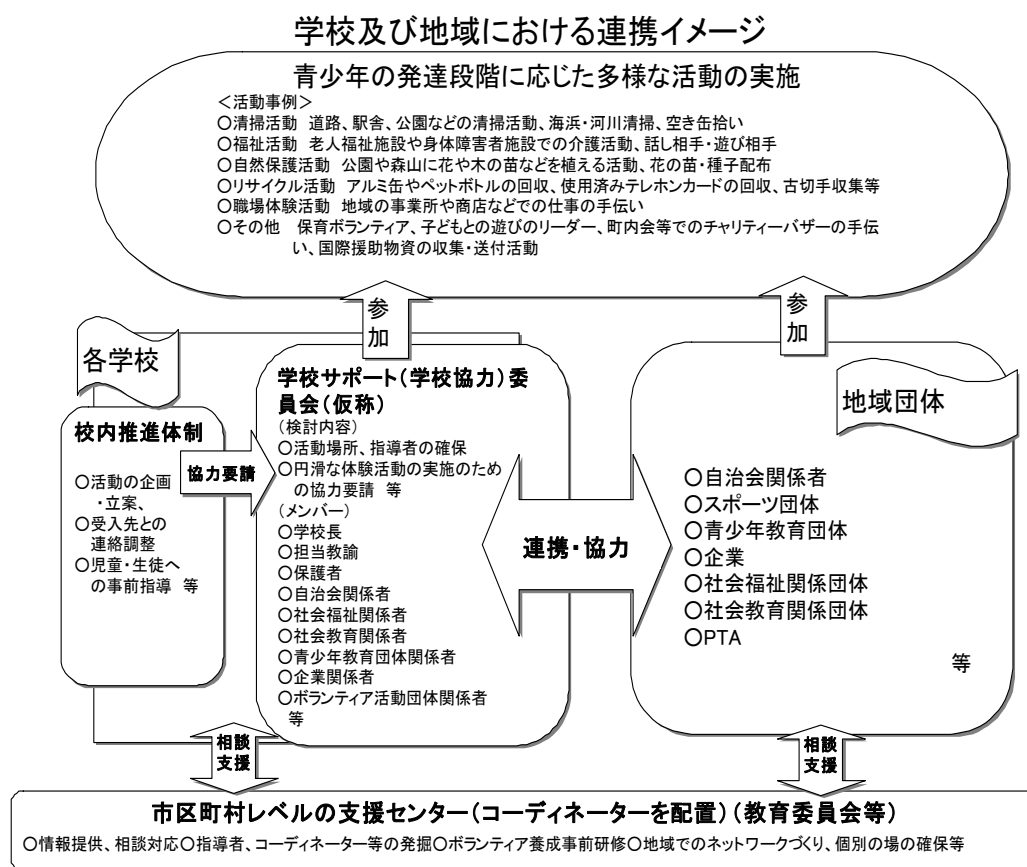 学校及び地域における連携イメージ
青少年の発達段階に応じた多様な活動の実施
＜活動事例＞
○清掃活動　道路、駅舎、公園などの清掃活動、海浜・河川清掃、空き缶拾い
○福祉活動　老人福祉施設や身体障害者施設での介護活動、話し相手・遊び相手
○自然保護活動　公園や森山に花や木の苗などを植える活動、花の苗・種子配布
○リサイクル活動　アルミ缶やペットボトルの回収、使用済みテレホンカードの回収、古切手収集等
○職場体験活動　地域の事業所や商店などでの仕事の手伝い
○その他　保育ボランティア、子どもとの遊びのリーダー、町内会等でのチャリティーバザーの手伝
い、国際援助物資の収集・送付活動
参
加
参
加
各学校
校内推進体制
○活動の企画
・立案、
○受入先との
連絡調整
○児童・生徒へ
の事前指導　等
協力要請
学校サポート（学校協力）委
員会（仮称）
（検討内容）
○活動場所、指導者の確保
○円滑な体験活動の実施のため
の協力要請　等
（メンバー）
○学校長
○担当教諭
○保護者
○自治会関係者
○社会福祉関係者
○社会教育関係者
○青少年教育団体関係者
○企業関係者
○ボランティア活動団体関係者
等
連携・協力
地域団体
○自治会関係者
○スポーツ団体
○青少年教育団体
○企業
○社会福祉関係団体
○社会教育関係団体
○PTA
等
相談
支援
相談
支援
市区町村レベルの支援センター（コーディネーターを配置）（教育委員会等）
○情報提供、相談対応○指導者、コーディネーター等の発掘○ボランティア養成事前研修○地域でのネットワークづくり、個別の場の確保等